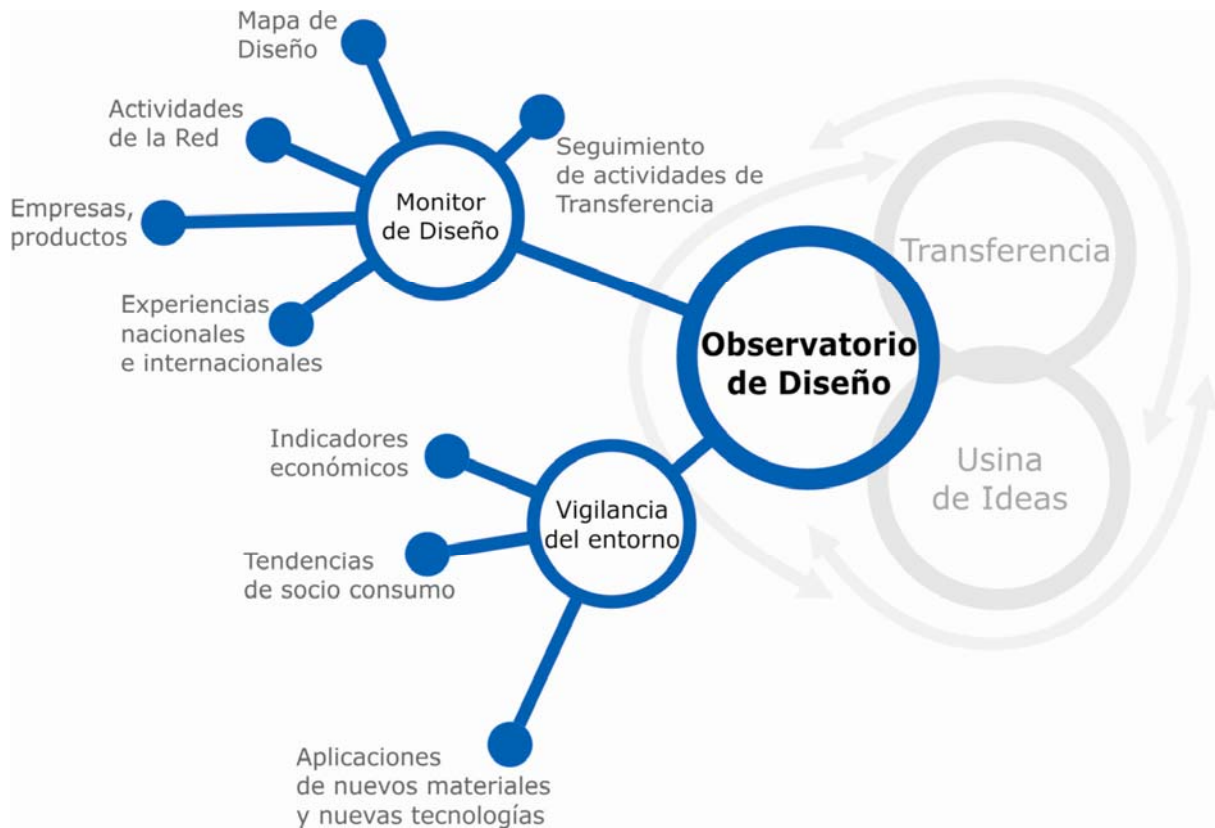 Mapa de
Diseño
Actividades
de la Red
Empresas,
productos
Experiencias
nacionales
e internacionales
Seguimiento
de actividades de
Transferencia
Monitor
de Diseño
Observatorio
de Diseño
Transferencia
Usina
de Ideas
Indicadores
económicos
Tendencias
de socio consumo
Vigilancia
del entorno
Aplicaciones
de nuevos materiales
y nuevas tecnologías